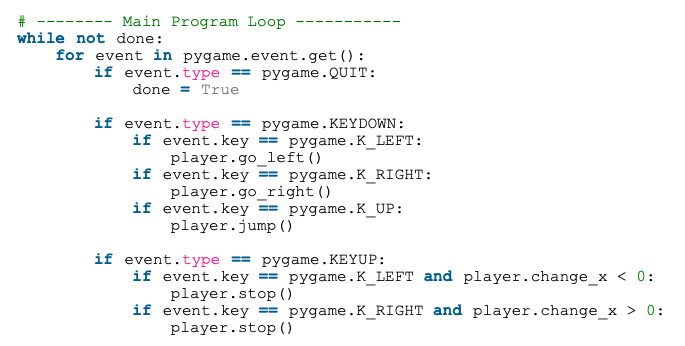 # -------- Main Program Loop -----------
while not done:
    for event in pygame.event.get():
        if event.type == pygame.QUIT:
            done = True

        if event.type == pygame.KEYDOWN:
            if event.key == pygame.K_LEFT:
                player.go_left()
            if event.key == pygame.K_RIGHT:
                player.go_right()
            if event.key == pygame.K_UP:
                player.jump()

        if event.type == pygame.KEYUP:
            if event.key == pygame.K_LEFT and player.change_x < 0:
                player.stop()
            if event.key == pygame.K_RIGHT and player.change_x > 0:
                player.stop()